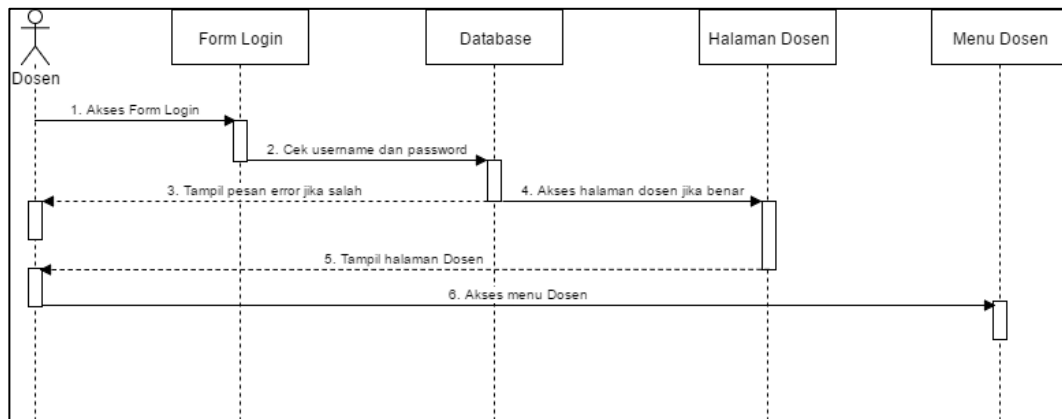 Form Login
Database
Halaman Dosen
Menu Dosen
Dosen
1. Akses Form Login
2. Cek username dan password
3. Tampil pesan error jika salah
4. Akses halaman dosen jika benar
5. Tampil halaman Dosen
6. Akses menu Dosen